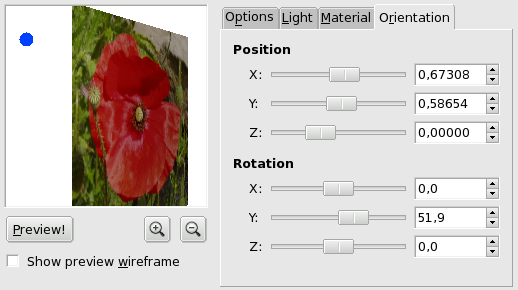 Options Light Material Orientation
Position
X: 0,67308
Y: 0,58654
Z: 0,00000
Rotation
X: 0,0
Y: 51,9
Z: 0,0
Preview!
Show preview wireframe